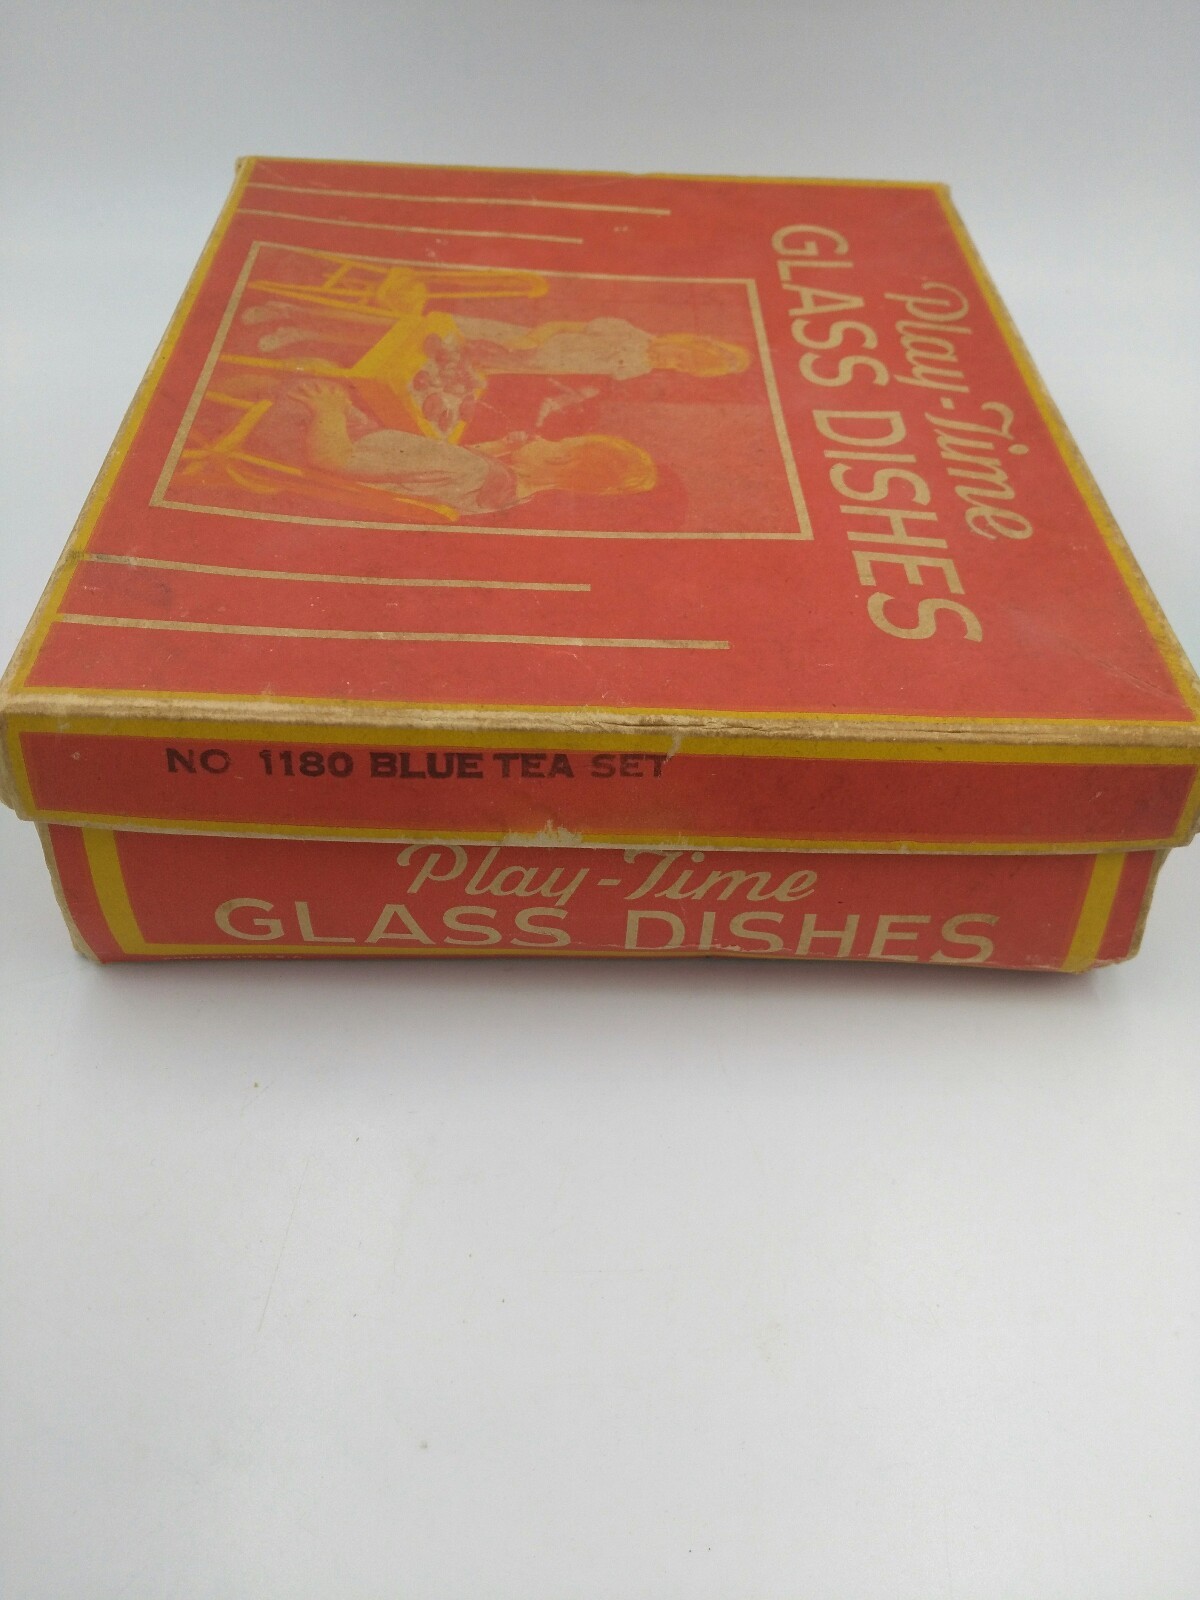 Play-Time
GLASS DISHES
NO 1180 BLUE TEA SET
Play-Time
GLASS DISHES